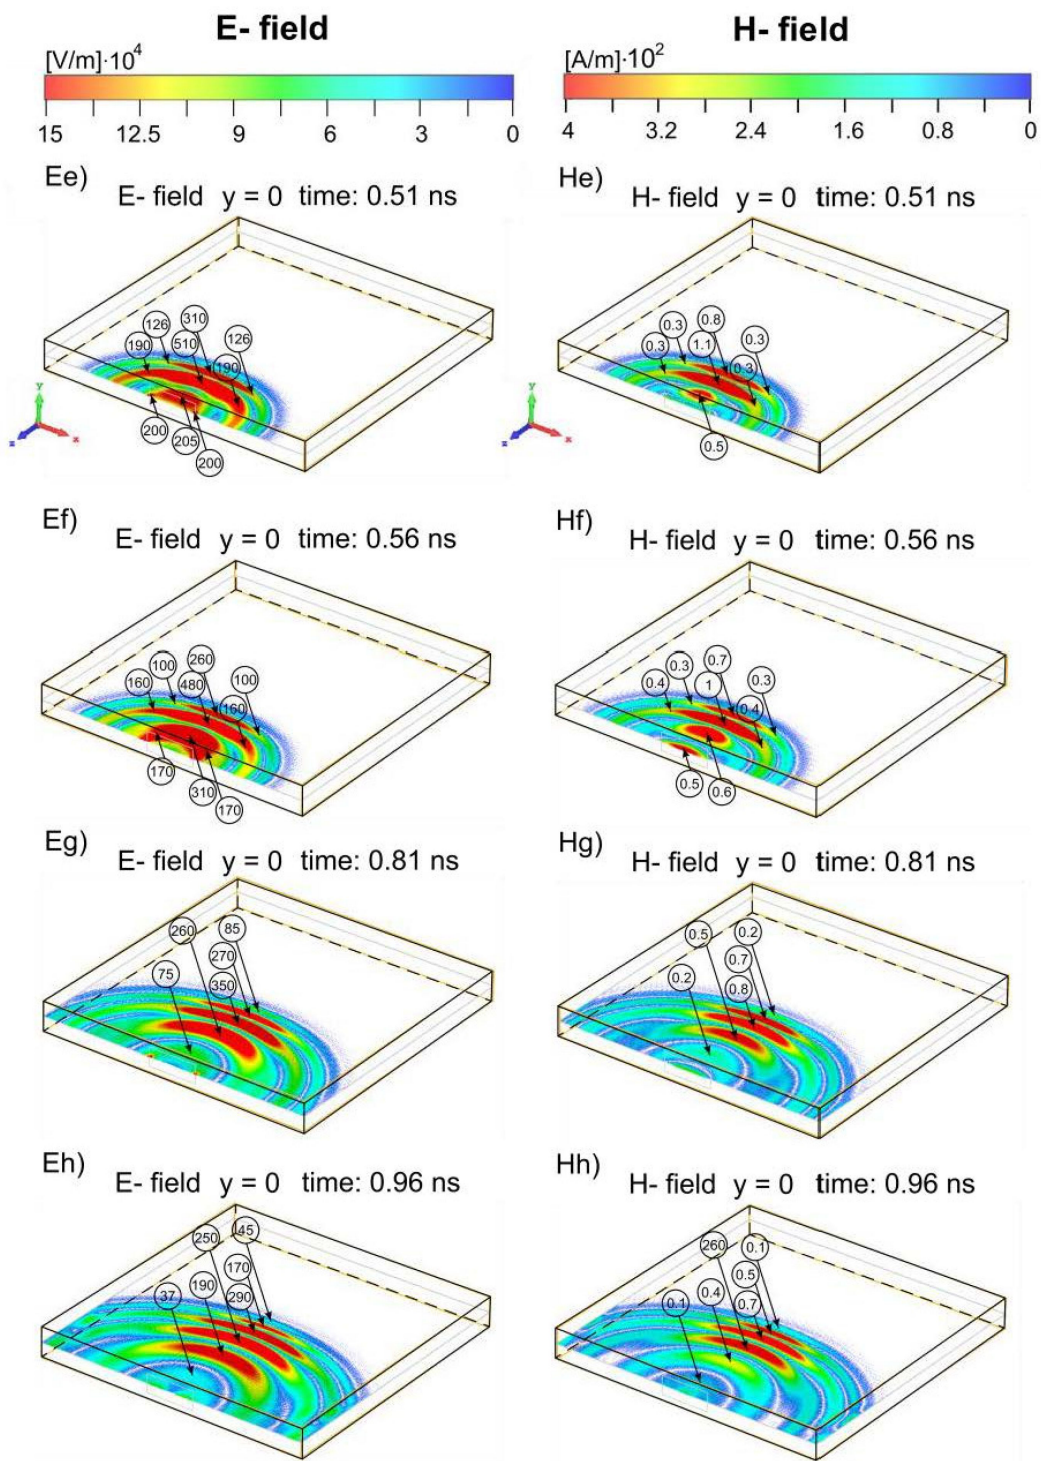 E- field H- field
[V/m]·10⁴ [A/m]·10²
15 12.5 9 6 3 0 4 3.2 2.4 1.6 0.8 0
Ee) He)
E- field y = 0 time: 0.51 ns H- field y = 0 time: 0.51 ns
310 0.8
126 126 0.3 0.3
190 510 0.3 1.1
190 0.3
Y Y
z x z x
200 205 0.5
200
Ef) Hf)
E- field y = 0 time: 0.56 ns H- field y = 0 time: 0.56 ns
100 260 0.3 0.7
160 480 100 0.4 1 0.3
160 0.4
170 0.5
310 170 0.6
Eg) Hg)
E- field y = 0 time: 0.81 ns H- field y = 0 time: 0.81 ns
260 85 0.5 0.2
270 0.7
75 350 0.2 0.8
Eh) Hh)
E- field y = 0 time: 0.96 ns H- field y = 0 time: 0.96 ns
250 45 260 0.1
170 0.5
37 190 290 0.1 0.4 0.7